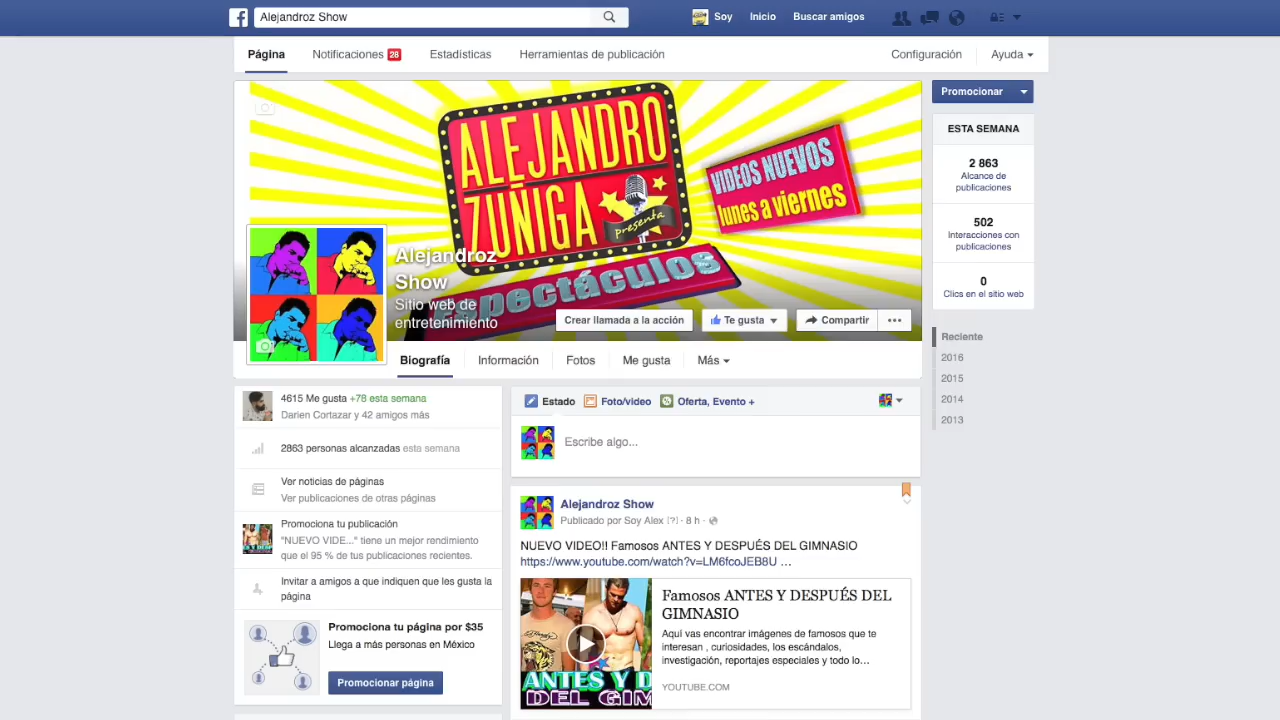 Alejandroz Show
Soy
Inicio
Buscar amigos
Página
Notificaciones 28
Estadísticas
Herramientas de publicación
Configuración
Ayuda
ALEJANDRO
ZUÑIGA
presenta
Espectáculos
VIDEOS NUEVOS
lunes a viernes
Alejandroz
Show
Sitio web de
entretenimiento
Crear llamada a la acción
Te gusta
Compartir
Biografía
Información
Fotos
Me gusta
Más
Promocionar
ESTA SEMANA
2 863
Alcance de
publicaciones
502
Interacciones con
publicaciones
0
Clics en el sitio web
Reciente
2016
2015
2014
2013
4615 Me gusta +78 esta semana
Darien Cortazar y 42 amigos más
2863 personas alcanzadas esta semana
Ver noticias de páginas
Ver publicaciones de otras páginas
Promociona tu publicación
"NUEVO VIDE..." tiene un mejor rendimiento
que el 95 % de tus publicaciones recientes.
Invitar a amigos a que indiquen que les gusta la
página
Promociona tu página por $35
Llega a más personas en México
Promocionar página
Estado
Foto/video
Oferta, Evento +
Escribe algo...
Alejandroz Show
Publicado por Soy Alex [?] · 8 h ·
NUEVO VIDEO!! Famosos ANTES Y DESPUÉS DEL GIMNASIO
https://www.youtube.com/watch?v=LM6fcoJEB8U ...
Famosos ANTES Y DESPUÉS DEL
GIMNASIO
Aquí vas encontrar imágenes de famosos que te
interesan , curiosidades, los escándalos,
investigación, reportajes especiales y todo lo…
YOUTUBE.COM
ANTES Y D
DEL GIM